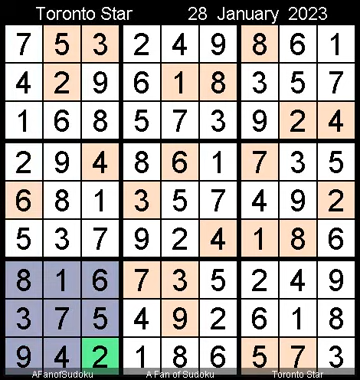 Toronto Star 28 January 2023
7 5 3 2 4 9 8 6 1
4 2 9 6 1 8 3 5 7
1 6 8 5 7 3 9 2 4
2 9 4 8 6 1 7 3 5
6 8 1 3 5 7 4 9 2
5 3 7 9 2 4 1 8 6
8 1 6 7 3 5 2 4 9
3 7 5 4 9 2 6 1 8
9 4 2 1 8 6 5 7 3
AFanofSudoku A Fan of Sudoku Toronto Star